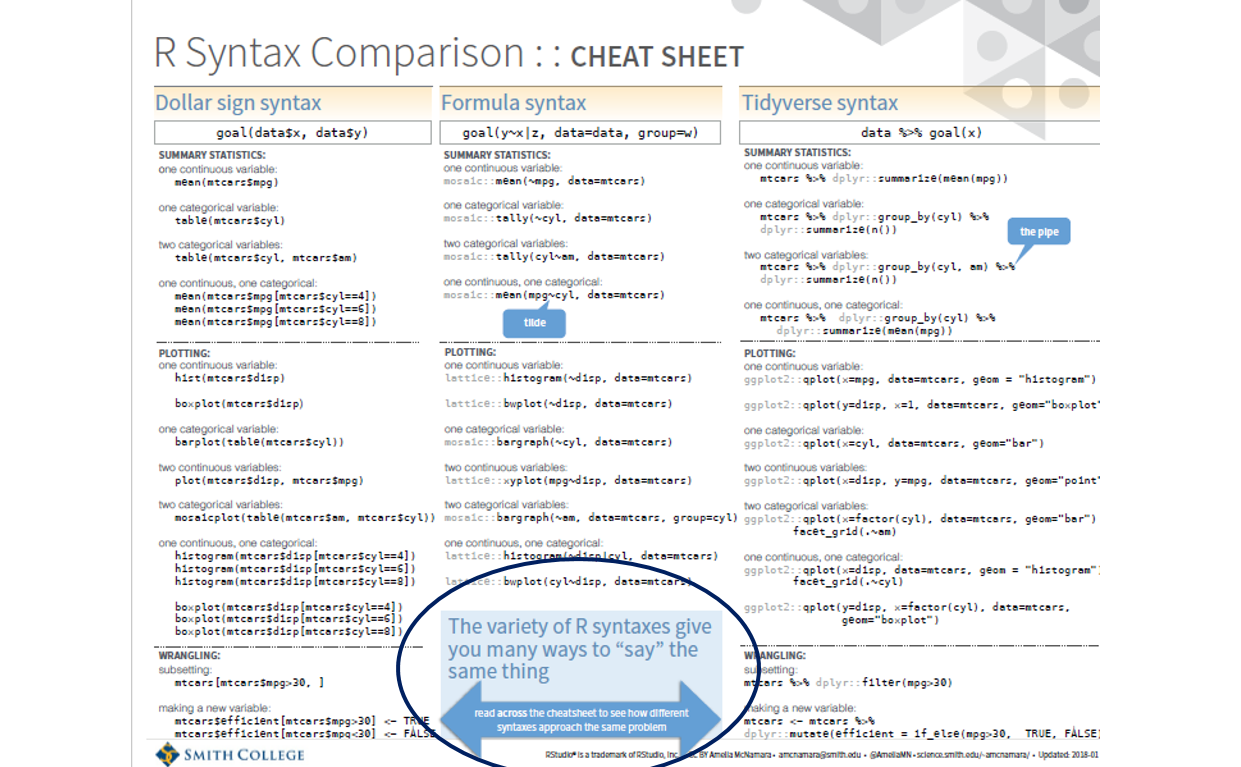 R Syntax Comparison : : CHEAT SHEET
Dollar sign syntax
goal(data$x, data$y)
SUMMARY STATISTICS:
one continuous variable:
mean(mtcars$mpg)
one categorical variable:
table(mtcars$cyl)
two categorical variables:
table(mtcars$cyl, mtcars$am)
one continuous, one categorical:
mean(mtcars$mpg[mtcars$cyl==4])
mean(mtcars$mpg[mtcars$cyl==6])
mean(mtcars$mpg[mtcars$cyl==8])
PLOTTING:
one continuous variable:
hist(mtcars$disp)
boxplot(mtcars$disp)
one categorical variable:
barplot(table(mtcars$cyl))
two continuous variables:
plot(mtcars$disp, mtcars$mpg)
two categorical variables:
mosaicplot(table(mtcars$am, mtcars$cyl))
one continuous, one categorical:
histogram(mtcars$disp[mtcars$cyl==4])
histogram(mtcars$disp[mtcars$cyl==6])
histogram(mtcars$disp[mtcars$cyl==8])
boxplot(mtcars$disp[mtcars$cyl==4])
boxplot(mtcars$disp[mtcars$cyl==6])
boxplot(mtcars$disp[mtcars$cyl==8])
WRANGLING:
subsetting:
mtcars[mtcars$mpg>30, ]
making a new variable:
mtcars$efficient[mtcars$mpg>30] <- TRUE
mtcars$efficient[mtcars$mpg<30] <- FALSE
Formula syntax
goal(y~x|z, data=data, group=w)
SUMMARY STATISTICS:
one continuous variable:
mosaic::mean(~mpg, data=mtcars)
one categorical variable:
mosaic::tally(~cyl, data=mtcars)
two categorical variables:
mosaic::tally(cyl~am, data=mtcars)
one continuous, one categorical:
mosaic::mean(mpg~cyl, data=mtcars)
tilde
PLOTTING:
one continuous variable:
lattice::histogram(~disp, data=mtcars)
lattice::bwplot(~disp, data=mtcars)
one categorical variable:
mosaic::bargraph(~cyl, data=mtcars)
two continuous variables:
lattice::xyplot(mpg~disp, data=mtcars)
two categorical variables:
mosaic::bargraph(~am, data=mtcars, group=cyl)
one continuous, one categorical:
lattice::histogram(~disp|cyl, data=mtcars)
lattice::bwplot(cyl~disp, data=mtcars)
The variety of R syntaxes give
you many ways to “say” the
same thing
read across the cheatsheet to see how different
syntaxes approach the same problem
Tidyverse syntax
data %>% goal(x)
SUMMARY STATISTICS:
one continuous variable:
mtcars %>% dplyr::summarize(mean(mpg))
one categorical variable:
mtcars %>% dplyr::group_by(cyl) %>%
dplyr::summarize(n())
the pipe
two categorical variables:
mtcars %>% dplyr::group_by(cyl, am) %>%
dplyr::summarize(n())
one continuous, one categorical:
mtcars %>% dplyr::group_by(cyl) %>%
dplyr::summarize(mean(mpg))
PLOTTING:
one continuous variable:
ggplot2::qplot(x=mpg, data=mtcars, geom = "histogram")
ggplot2::qplot(y=disp, x=1, data=mtcars, geom="boxplot"
one categorical variable:
ggplot2::qplot(x=cyl, data=mtcars, geom="bar")
two continuous variables:
ggplot2::qplot(x=disp, y=mpg, data=mtcars, geom="point"
two categorical variables:
ggplot2::qplot(x=factor(cyl), data=mtcars, geom="bar")
facet_grid(.~am)
one continuous, one categorical:
ggplot2::qplot(x=disp, data=mtcars, geom = "histogram")
facet_grid(.~cyl)
ggplot2::qplot(y=disp, x=factor(cyl), data=mtcars,
geom="boxplot")
WRANGLING:
subsetting:
mtcars %>% dplyr::filter(mpg>30)
making a new variable:
mtcars <- mtcars %>%
dplyr::mutate(efficient = if_else(mpg>30, TRUE, FALSE)
SMITH COLLEGE
RStudio® is a trademark of RStudio, Inc. BY Amelia McNamara • amcnamara@smith.edu • @AmeliaMN • science.smith.edu/~amcnamara/ • Updated: 2018-01